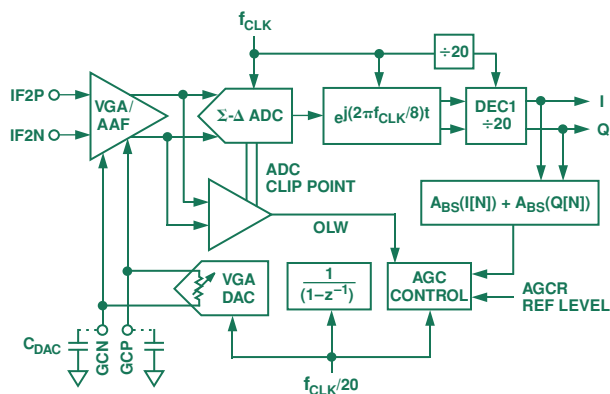 fCLK
÷20
IF2P
IF2N
VGA/
AAF
Σ-Δ ADC
ej(2πfCLK/8)t
DEC1
÷20
I
Q
ADC
CLIP POINT
OLW
ABS(I[N]) + ABS(Q[N])
VGA
DAC
1
(1–z–1)
AGC
CONTROL
AGCR
REF LEVEL
CDAC
GCN
GCP
fCLK/20